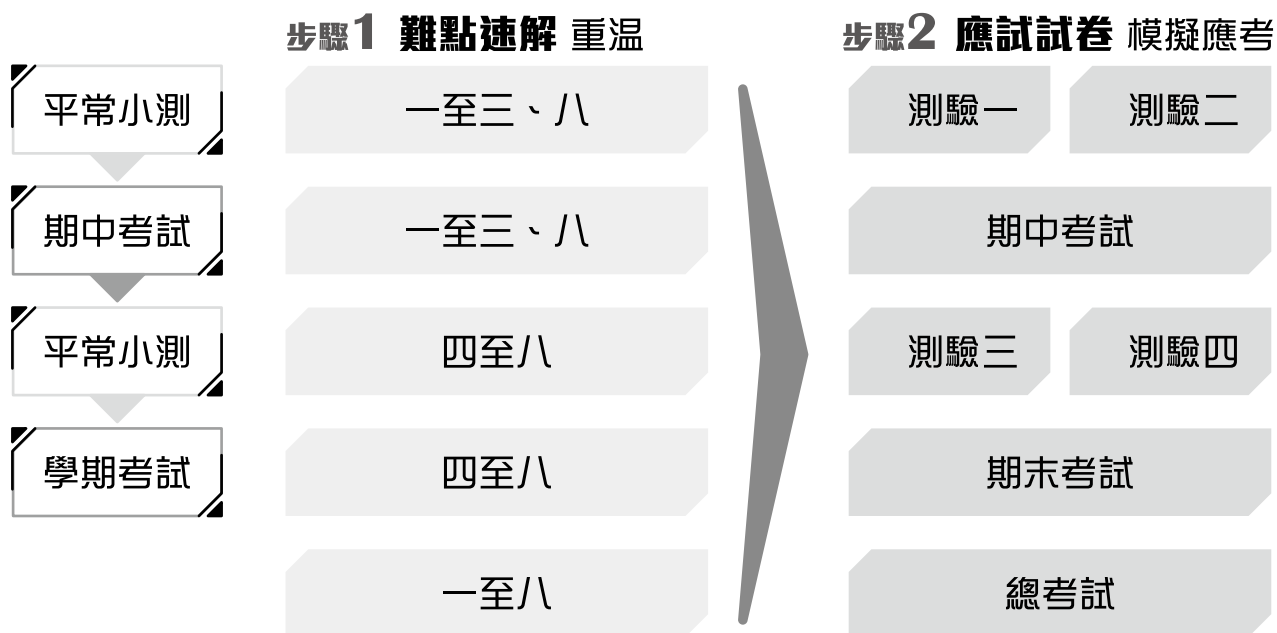 步驟1 難點速解 重温
步驟2 應試試卷 模擬應考
平常小測
一至三、八
測驗一
測驗二
期中考試
一至三、八
期中考試
平常小測
四至八
測驗三
測驗四
學期考試
四至八
期末考試
一至八
總考試